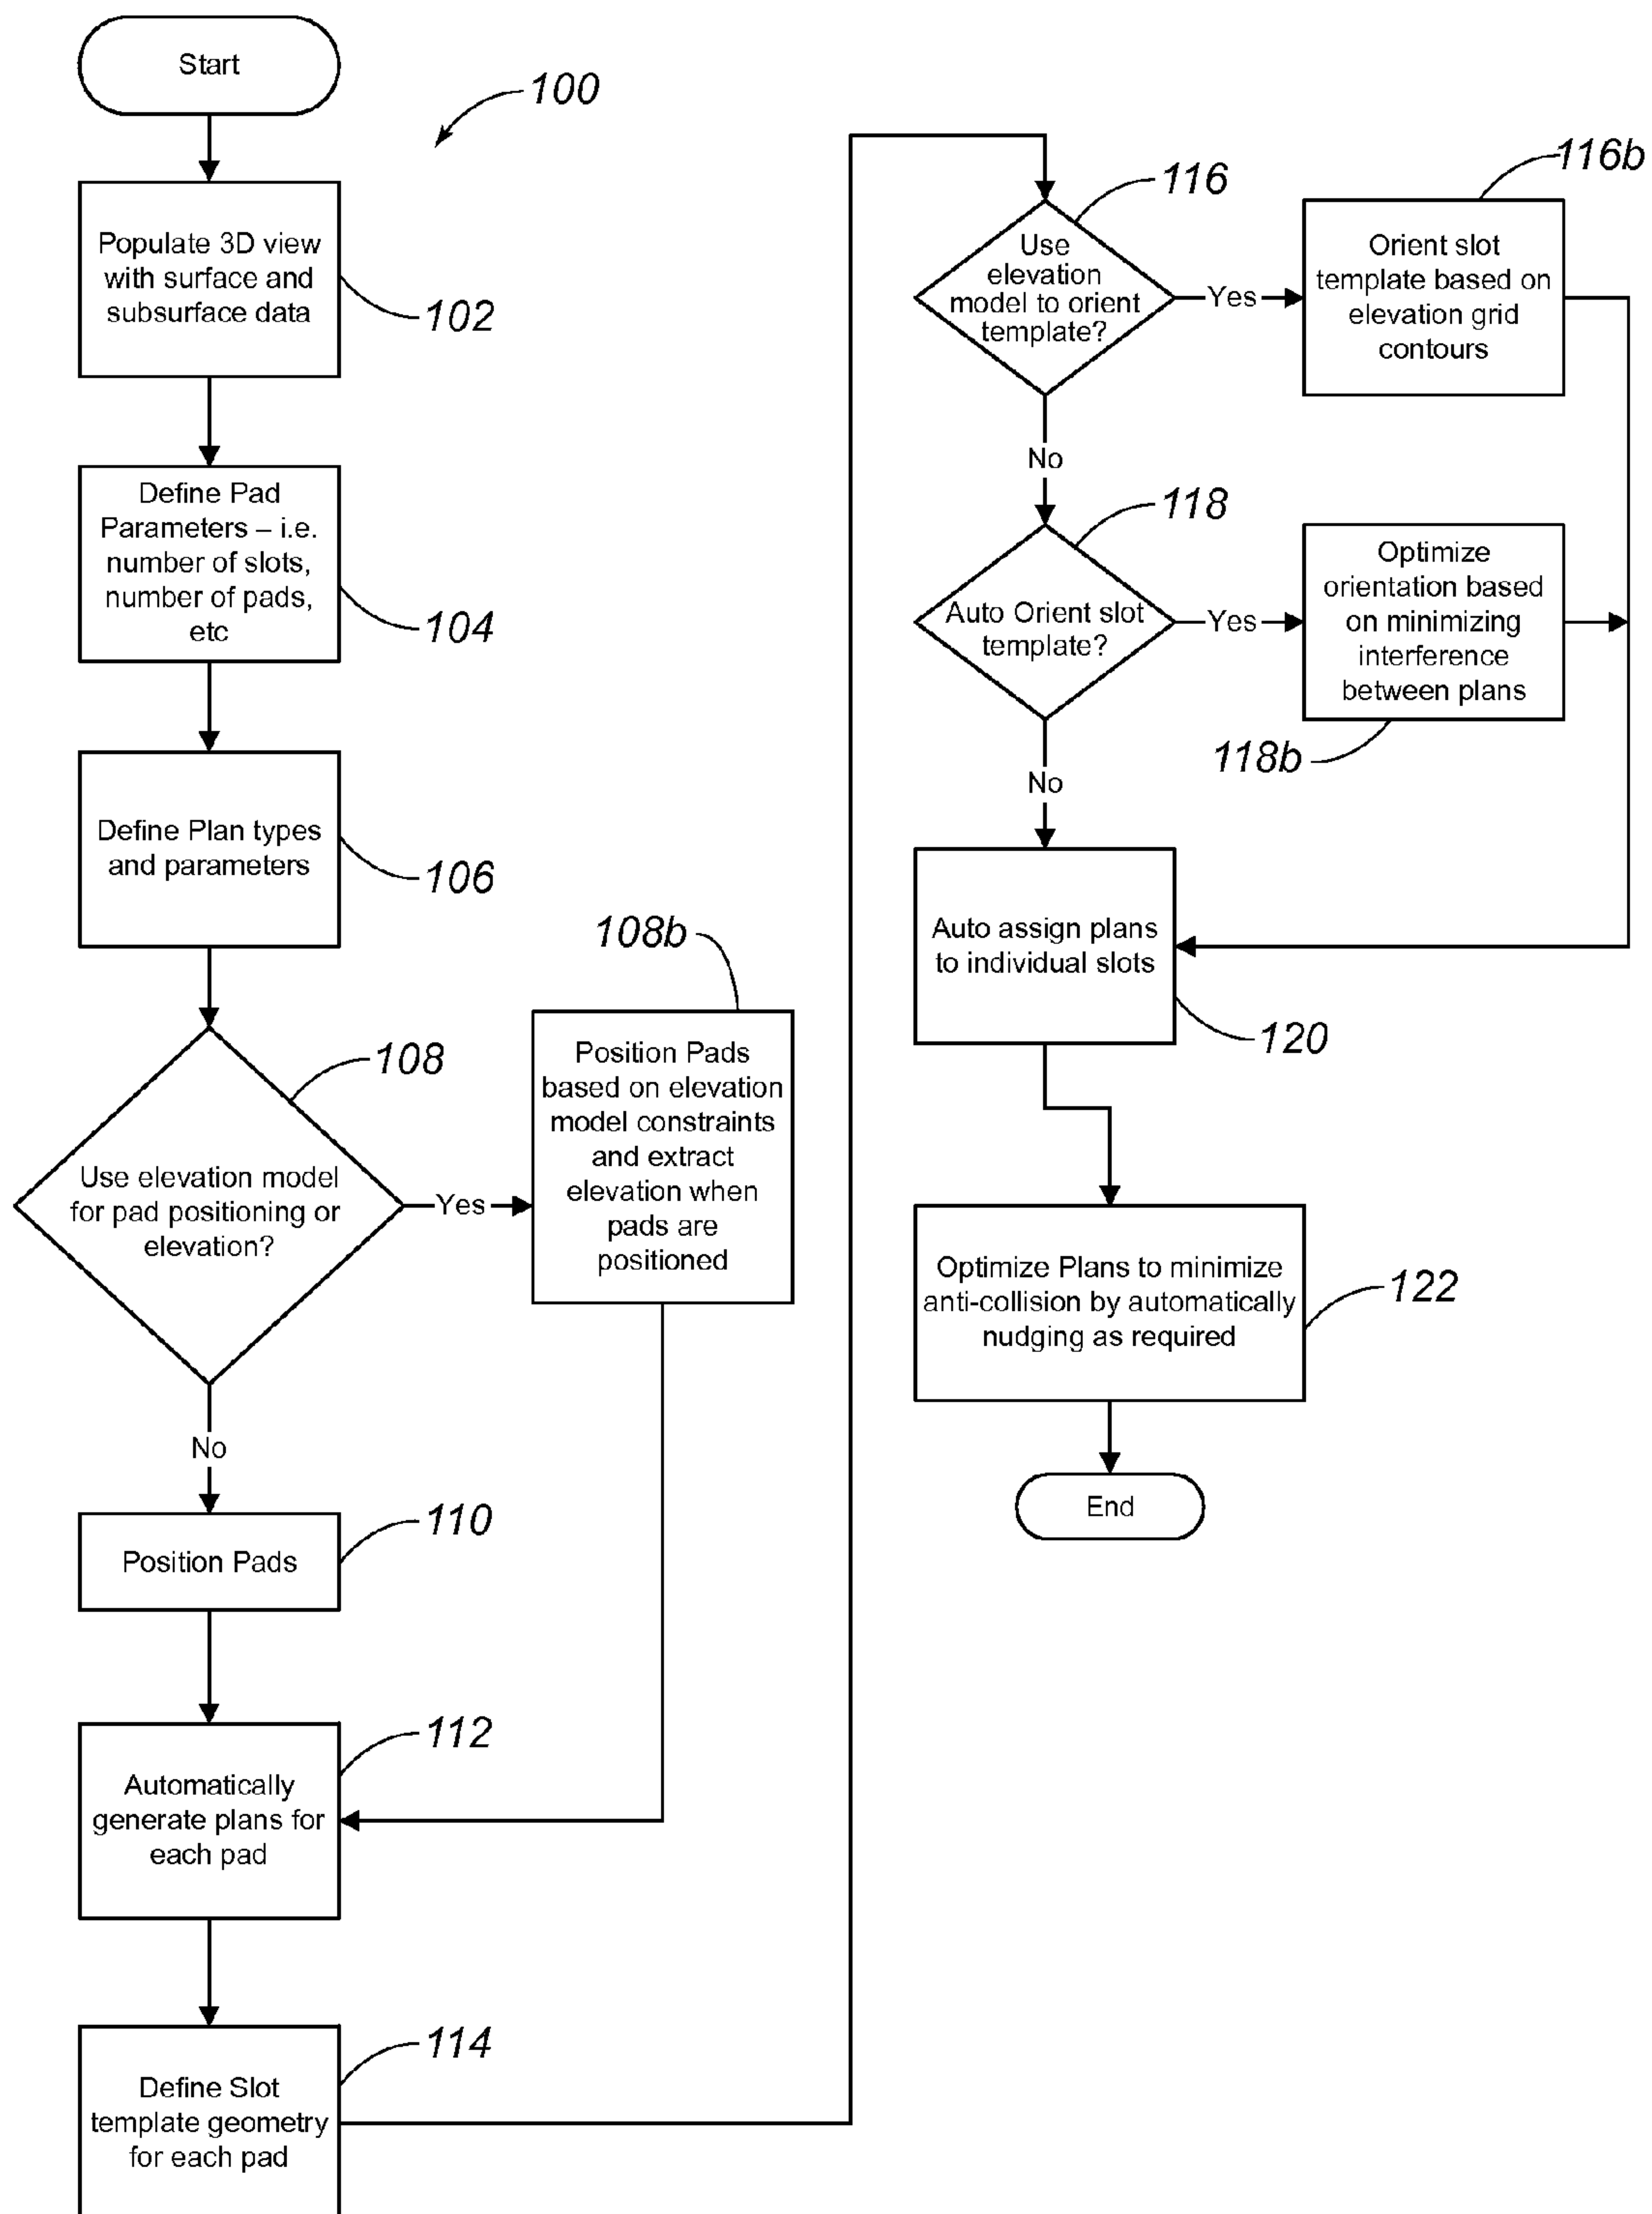 Start
100
Populate 3D view
with surface and
subsurface data
102
Define Pad
Parameters – i.e.
number of slots,
number of pads,
etc
104
Define Plan types
and parameters
106
108
Use elevation model
for pad positioning or
elevation?
Yes
108b
Position Pads
based on elevation
model constraints
and extract
elevation when
pads are
positioned
No
110
Position Pads
112
Automatically
generate plans for
each pad
114
Define Slot
template geometry
for each pad
116
Use
elevation
model to orient
template?
Yes
116b
Orient slot
template based on
elevation grid
contours
No
118
Auto Orient slot
template?
Yes
Optimize
orientation based
on minimizing
interference
between plans
118b
No
Auto assign plans
to individual slots
120
Optimize Plans to minimize
anti-collision by automatically
nudging as required
122
End